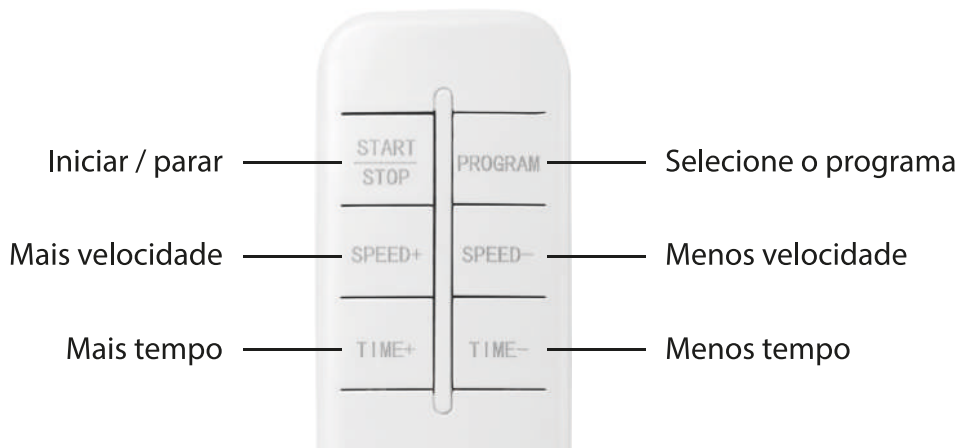 Iniciar / parar
START
STOP
PROGRAM
Selecione o programa
Mais velocidade
SPEED+
SPEED-
Menos velocidade
Mais tempo
TIME+
TIME-
Menos tempo